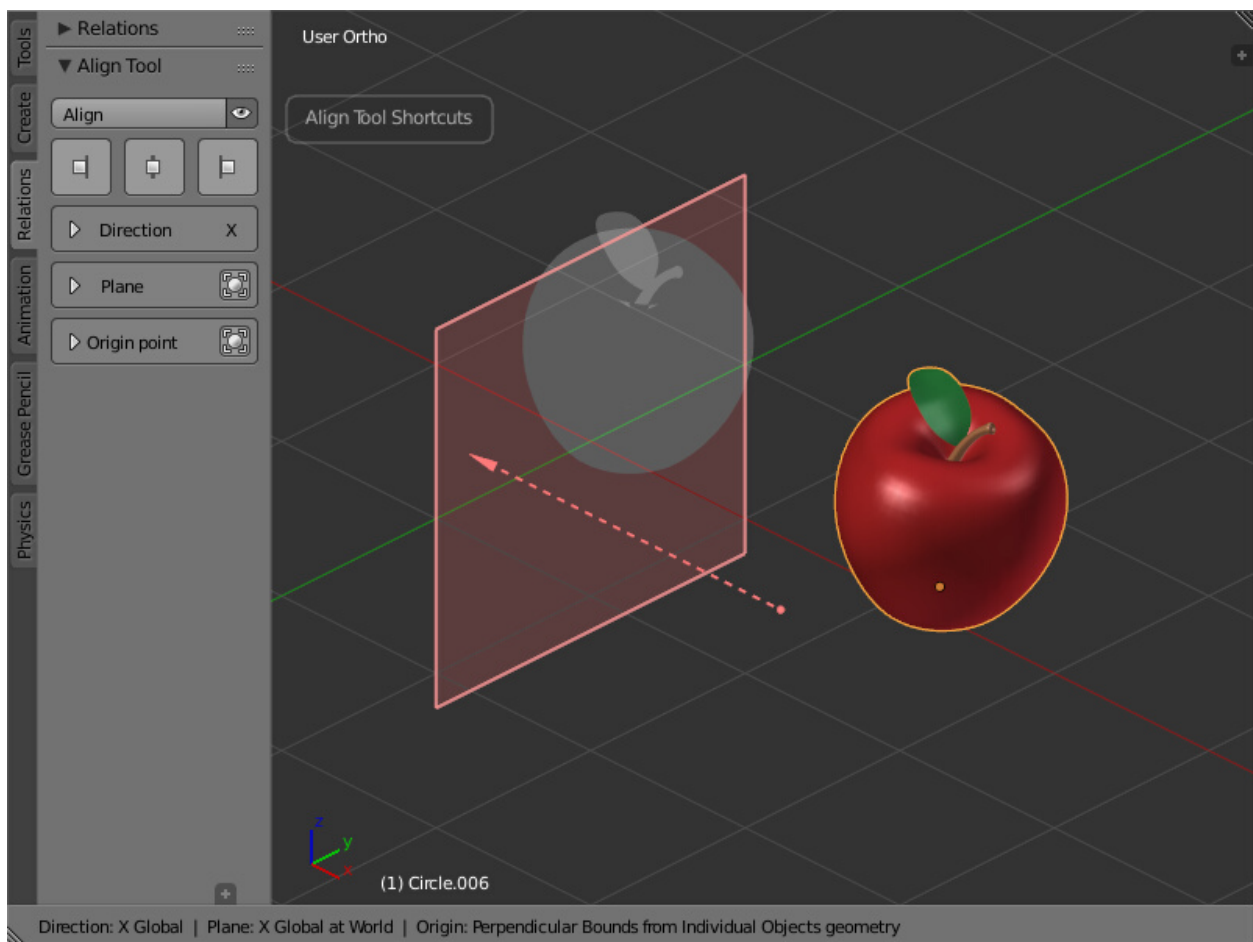 Tools
Create
Relations
Animation
Grease Pencil
Physics
Relations
Align Tool
Align
Direction X
Plane
Origin point
User Ortho
Align Tool Shortcuts
z
y
x
(1) Circle.006
Direction: X Global | Plane: X Global at World | Origin: Perpendicular Bounds from Individual Objects geometry